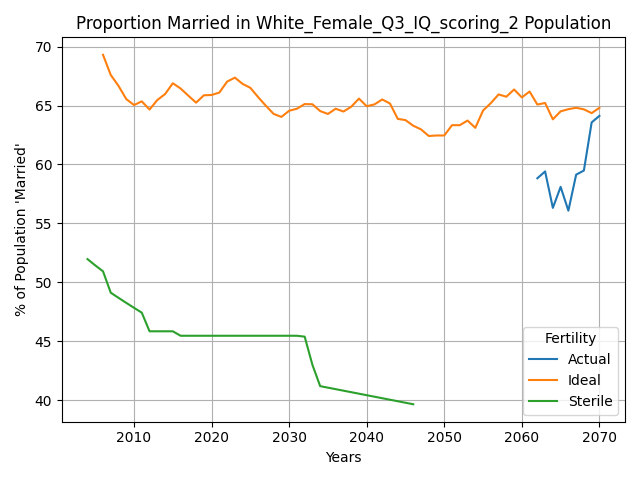 Proportion Married in White_Female_Q3_IQ_scoring_2 Population
% of Population 'Married'
70
65
60
55
50
45
40
Fertility
Actual
Ideal
Sterile
2010 2020 2030 2040 2050 2060 2070
Years